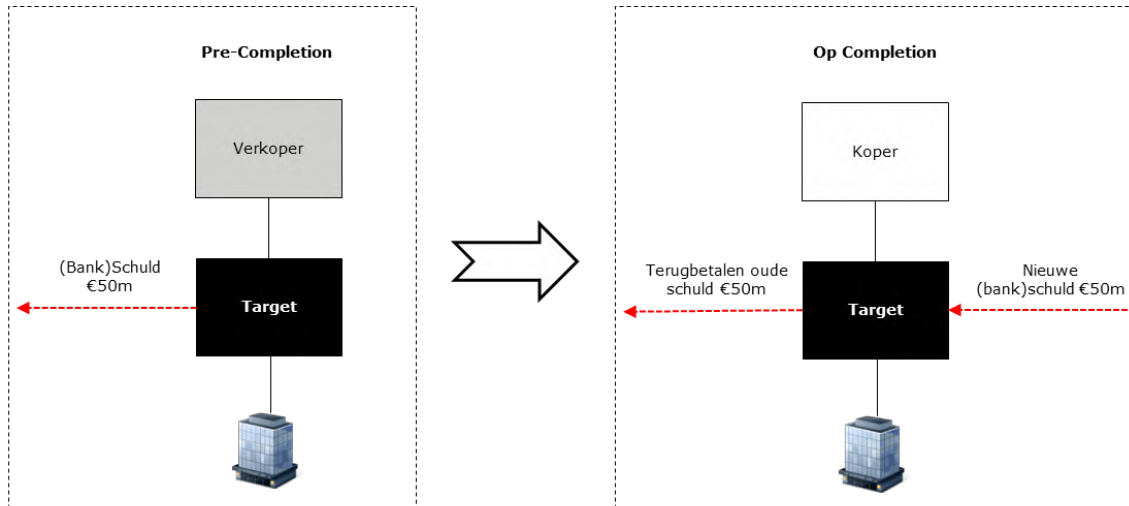 Pre-Completion
Verkoper
(Bank)Schuld
€50m
Target
Op Completion
Koper
Terugbetalen oude
schuld €50m
Target
Nieuwe
(bank)schuld €50m